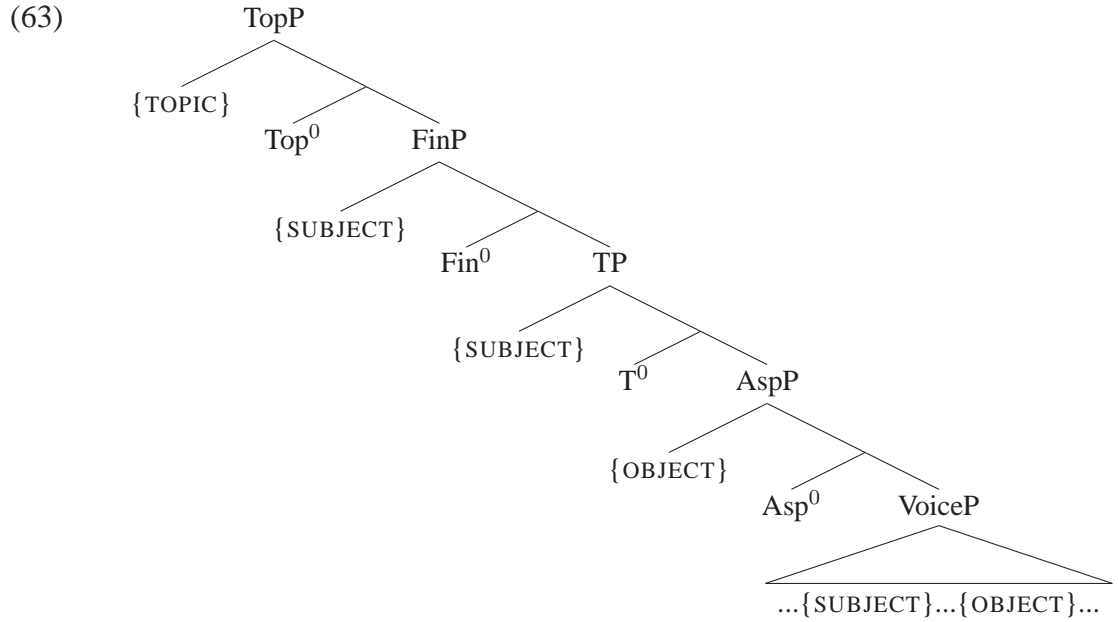 (63)
TopP
{TOPIC}
Top⁰
FinP
{SUBJECT}
Fin⁰
TP
{SUBJECT}
T⁰
AspP
{OBJECT}
Asp⁰
VoiceP
...{SUBJECT}...{OBJECT}...